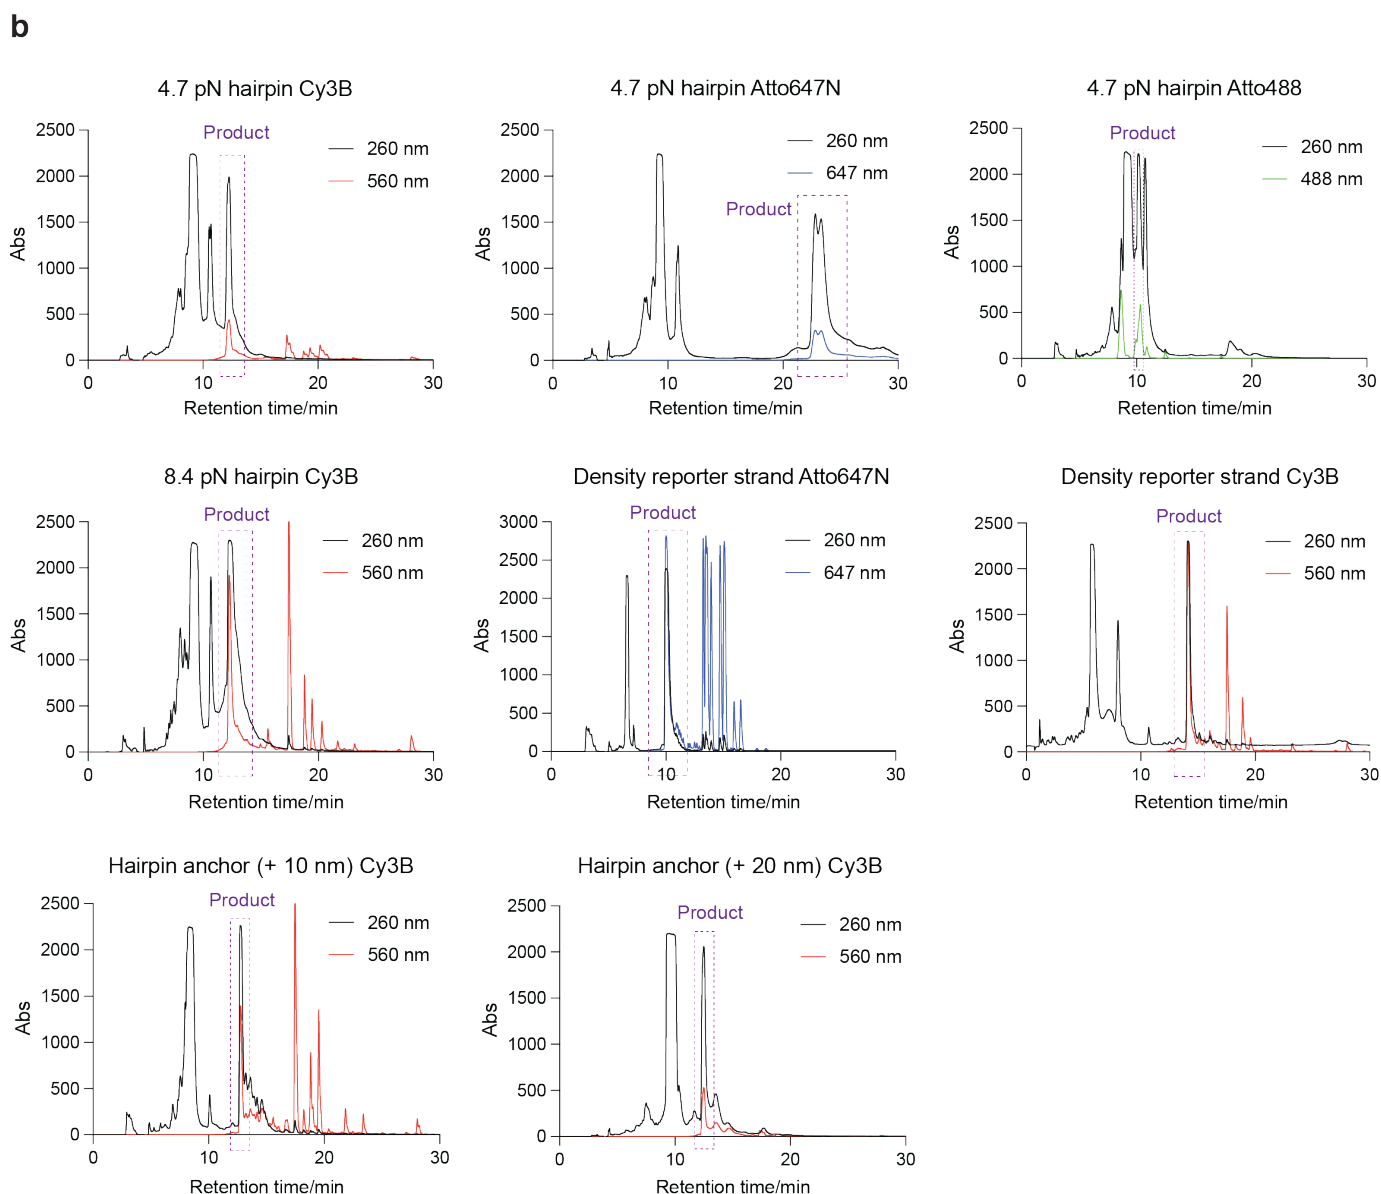 b
4.7 pN hairpin Cy3B
Product
260 nm
560 nm
2500
2000
1500
1000
500
0
Abs
0 10 20 30
Retention time/min
4.7 pN hairpin Atto647N
260 nm
647 nm
Product
2500
2000
1500
1000
500
0
Abs
0 10 20 30
Retention time/min
4.7 pN hairpin Atto488
Product
260 nm
488 nm
2500
2000
1500
1000
500
0
Abs
0 10 20 30
Retention time/min
8.4 pN hairpin Cy3B
Product
260 nm
560 nm
2500
2000
1500
1000
500
0
Abs
0 10 20 30
Retention time/min
Density reporter strand Atto647N
Product
260 nm
647 nm
3000
2500
2000
1500
1000
500
0
Abs
0 10 20 30
Retention time/min
Density reporter strand Cy3B
Product
260 nm
560 nm
2500
2000
1500
1000
500
0
Abs
0 10 20 30
Retention time/min
Hairpin anchor (+ 10 nm) Cy3B
Product
260 nm
560 nm
2500
2000
1500
1000
500
0
Abs
0 10 20 30
Retention time/min
Hairpin anchor (+ 20 nm) Cy3B
Product
260 nm
560 nm
2500
2000
1500
1000
500
0
Abs
0 10 20 30
Retention time/min